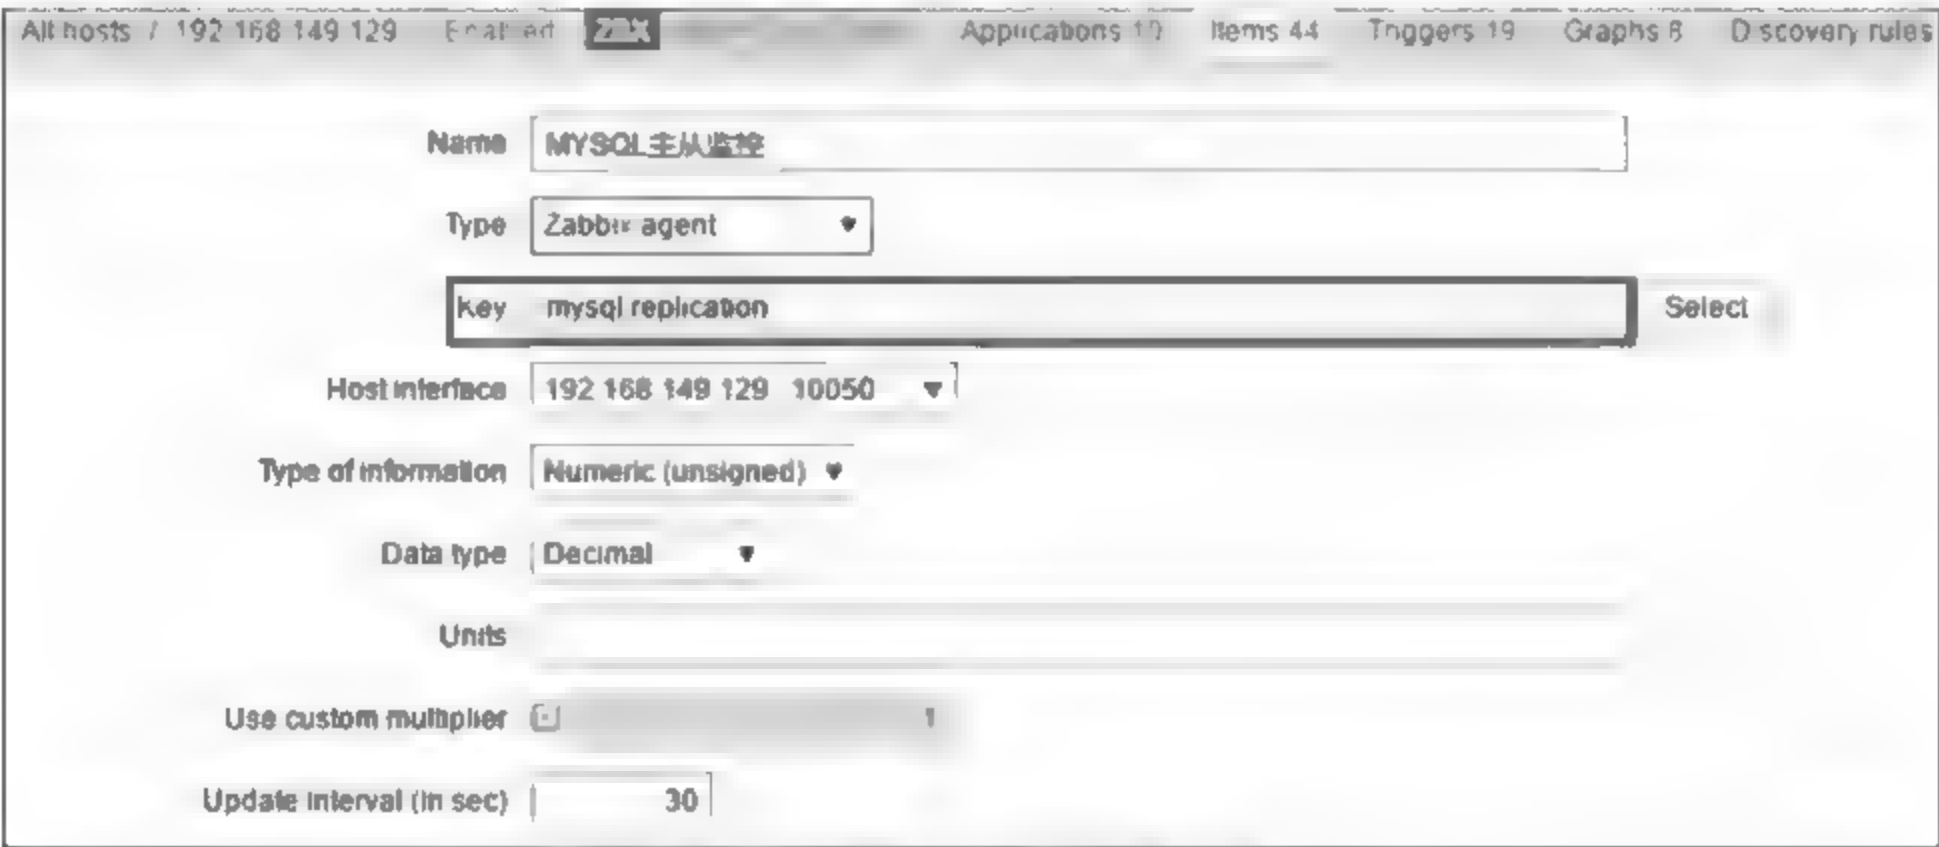 All hosts / 192 168 149 129 Enabled ZBX Applications Items 44 Triggers 19 Graphs 8 Discovery rules
Name MYSQL主从监控
Type Zabbix agent
Key mysql replication Select
Host interface 192 168 149 129 10050
Type of information Numeric (unsigned)
Data type Decimal
Units
Use custom multiplier 1
Update interval (in sec) 30